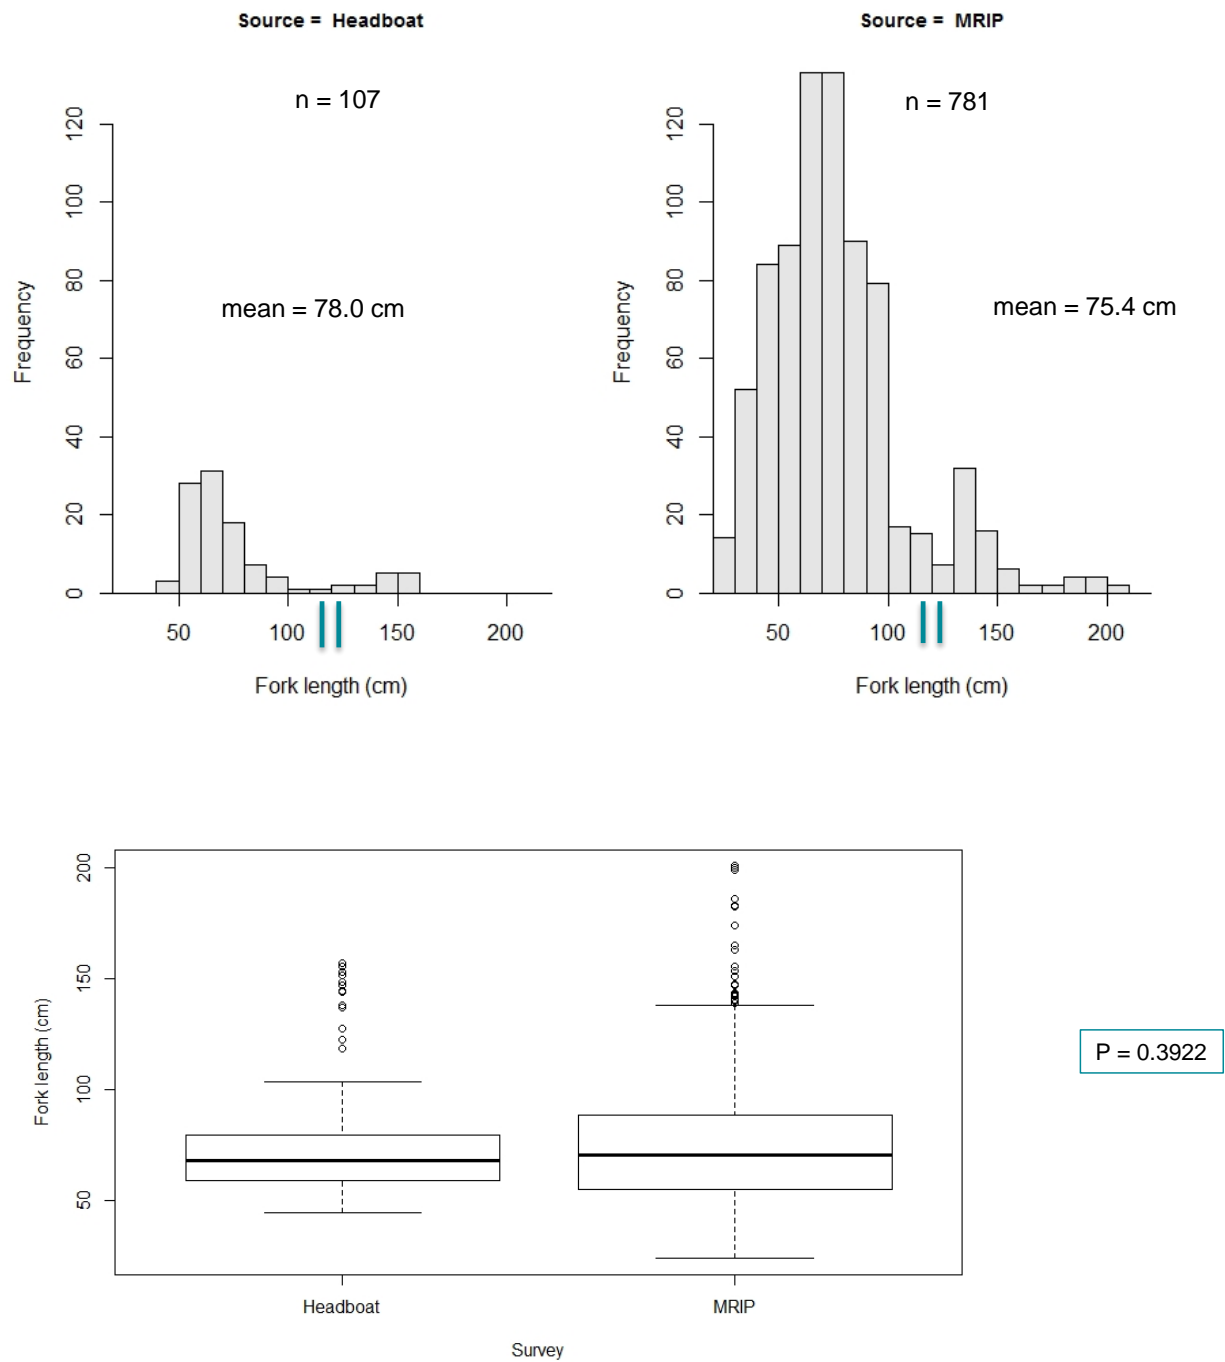 Source = Headboat
n = 107
mean = 78.0 cm
Frequency
0
20
40
60
80
100
120
50
100
150
200
Fork length (cm)
Source = MRIP
n = 781
mean = 75.4 cm
Frequency
0
20
40
60
80
100
120
50
100
150
200
Fork length (cm)
Fork length (cm)
50
100
150
200
Headboat
MRIP
Survey
P = 0.3922